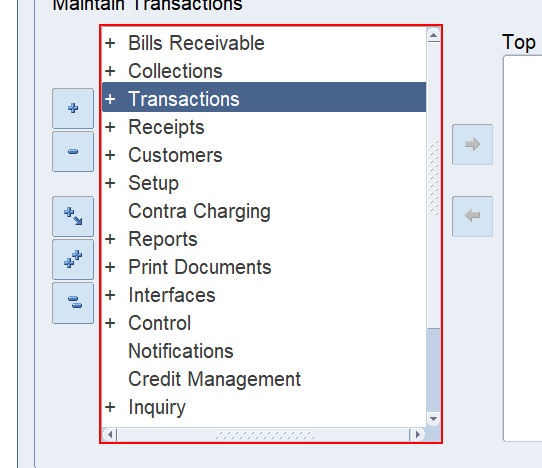 Maintain Transactions
Top
+ Bills Receivable
+ Collections
+ Transactions
+ Receipts
+ Customers
+ Setup
Contra Charging
+ Reports
+ Print Documents
+ Interfaces
+ Control
Notifications
Credit Management
+ Inquiry